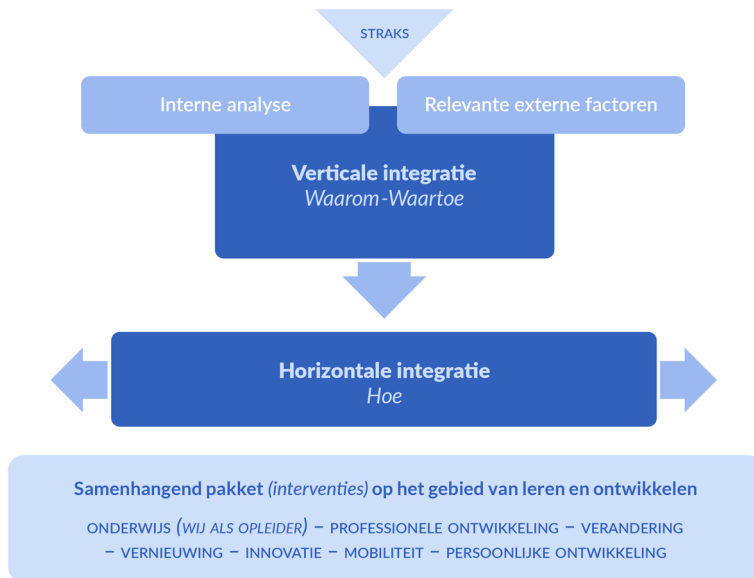 STRAKS
Interne analyse
Relevante externe factoren
Verticale integratie
Waarom-Waartoe
Horizontale integratie
Hoe
Samenhangend pakket (interventies) op het gebied van leren en ontwikkelen
ONDERWIJS (WIJ ALS OPLEIDER) – PROFESSIONELE ONTWIKKELING – VERANDERING
– VERNIEUWING – INNOVATIE – MOBILITEIT – PERSOONLIJKE ONTWIKKELING